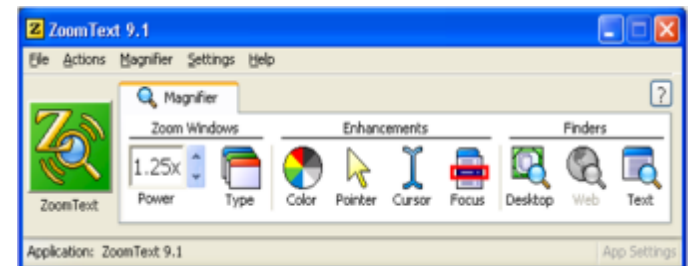 ZoomText 9.1
File Actions Magnifier Settings Help
Magnifier
?
Zoom Windows Enhancements Finders
1.25x
Power Type Color Pointer Cursor Focus Desktop Web Text
ZoomText
Application: ZoomText 9.1 App Settings